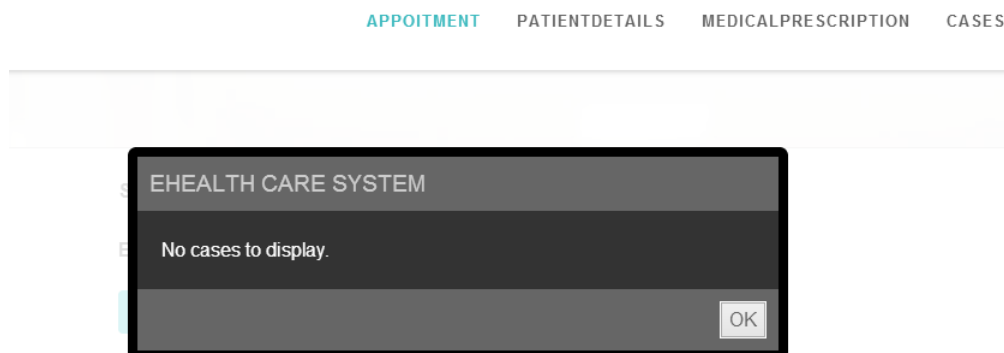 APPOITMENT PATIENTDETAILS MEDICALPRESCRIPTION CASES
EHEALTH CARE SYSTEM
No cases to display.
OK